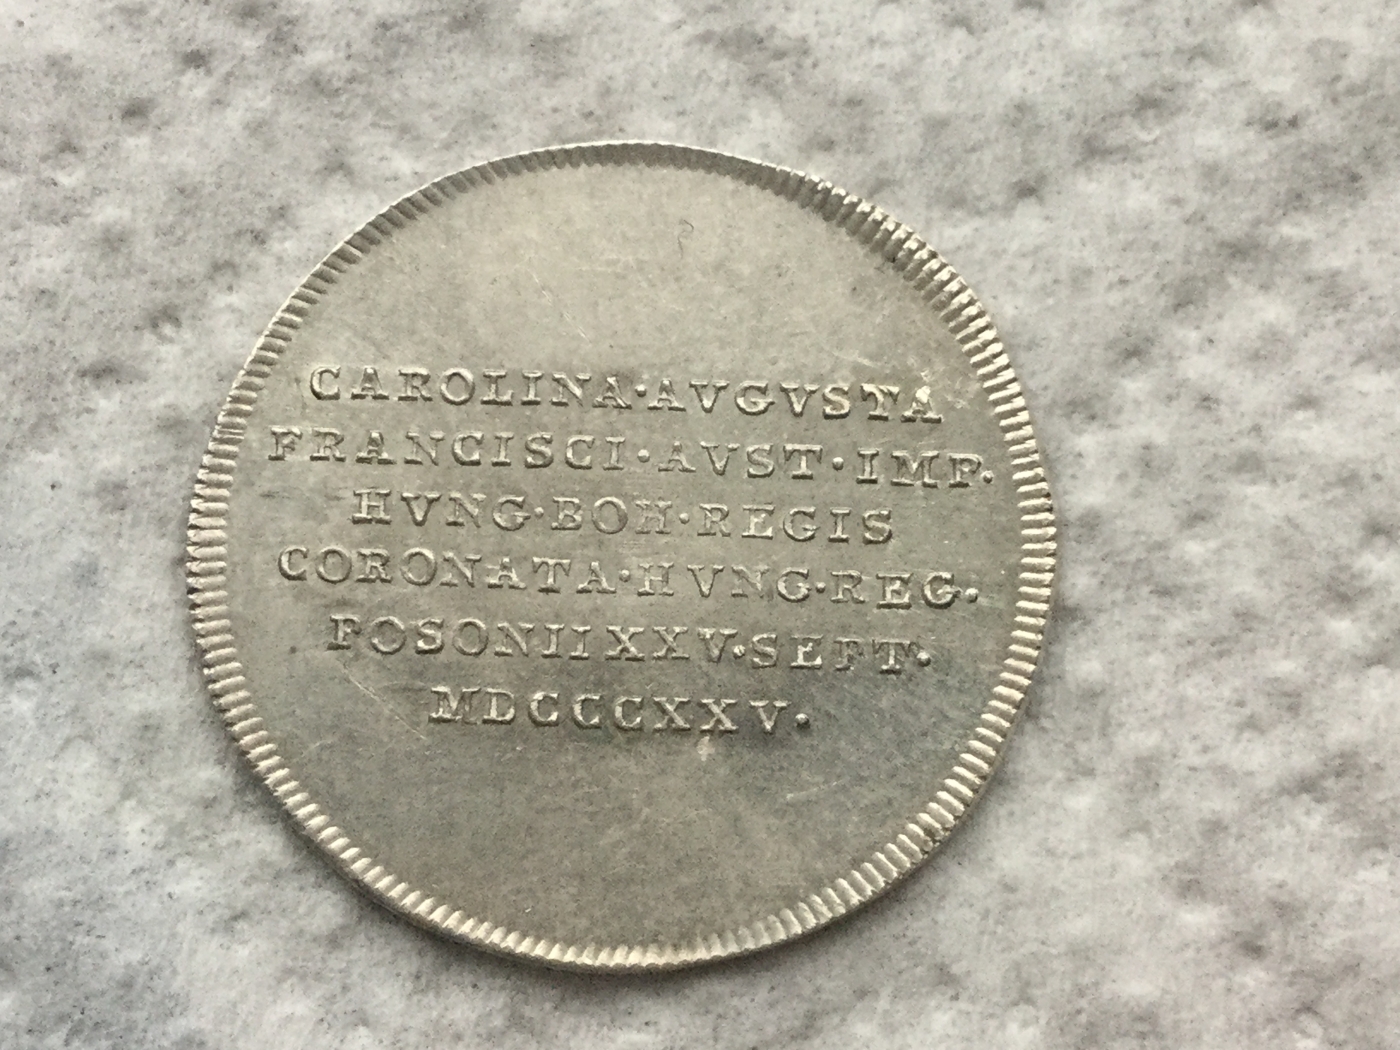 CAROLINA·AVGVSTA
FRANCISCI·AVST·IMP.
HVNG·BOH·REGIS
CORONATA·HVNG·REG.
POSONII XXV·SEPT.
MDCCCXXV.